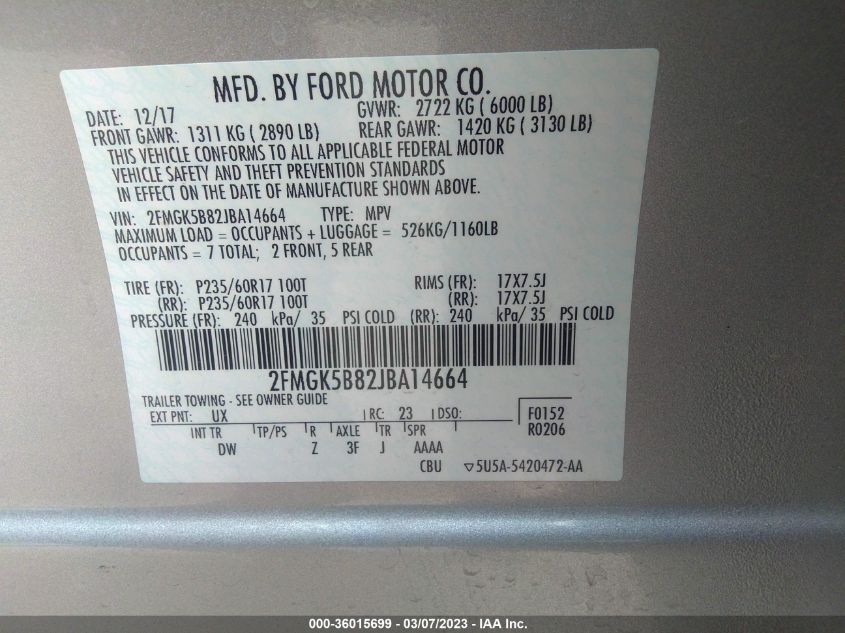 MFD. BY FORD MOTOR CO.
DATE: 12/17 GVWR: 2722 KG ( 6000 LB)
FRONT GAWR: 1311 KG ( 2890 LB) REAR GAWR: 1420 KG ( 3130 LB)
THIS VEHICLE CONFORMS TO ALL APPLICABLE FEDERAL MOTOR
VEHICLE SAFETY AND THEFT PREVENTION STANDARDS
IN EFFECT ON THE DATE OF MANUFACTURE SHOWN ABOVE.
VIN: 2FMGK5B82JBA14664 TYPE: MPV
MAXIMUM LOAD = OCCUPANTS + LUGGAGE = 526KG/1160LB
OCCUPANTS = 7 TOTAL; 2 FRONT, 5 REAR
TIRE (FR): P235/60R17 100T RIMS (FR): 17X7.5J
(RR): P235/60R17 100T (RR): 17X7.5J
PRESSURE (FR): 240 kPa/ 35 PSI COLD (RR): 240 kPa/ 35 PSI COLD
2FMGK5B82JBA14664
TRAILER TOWING - SEE OWNER GUIDE
EXT PNT: UX RC: 23 DSO: F0152
INT TR TP/PS R AXLE TR SPR R0206
DW Z 3F J AAAA
CBU ▽5U5A-5420472-AA
000-36015699 - 03/07/2023 - IAA Inc.